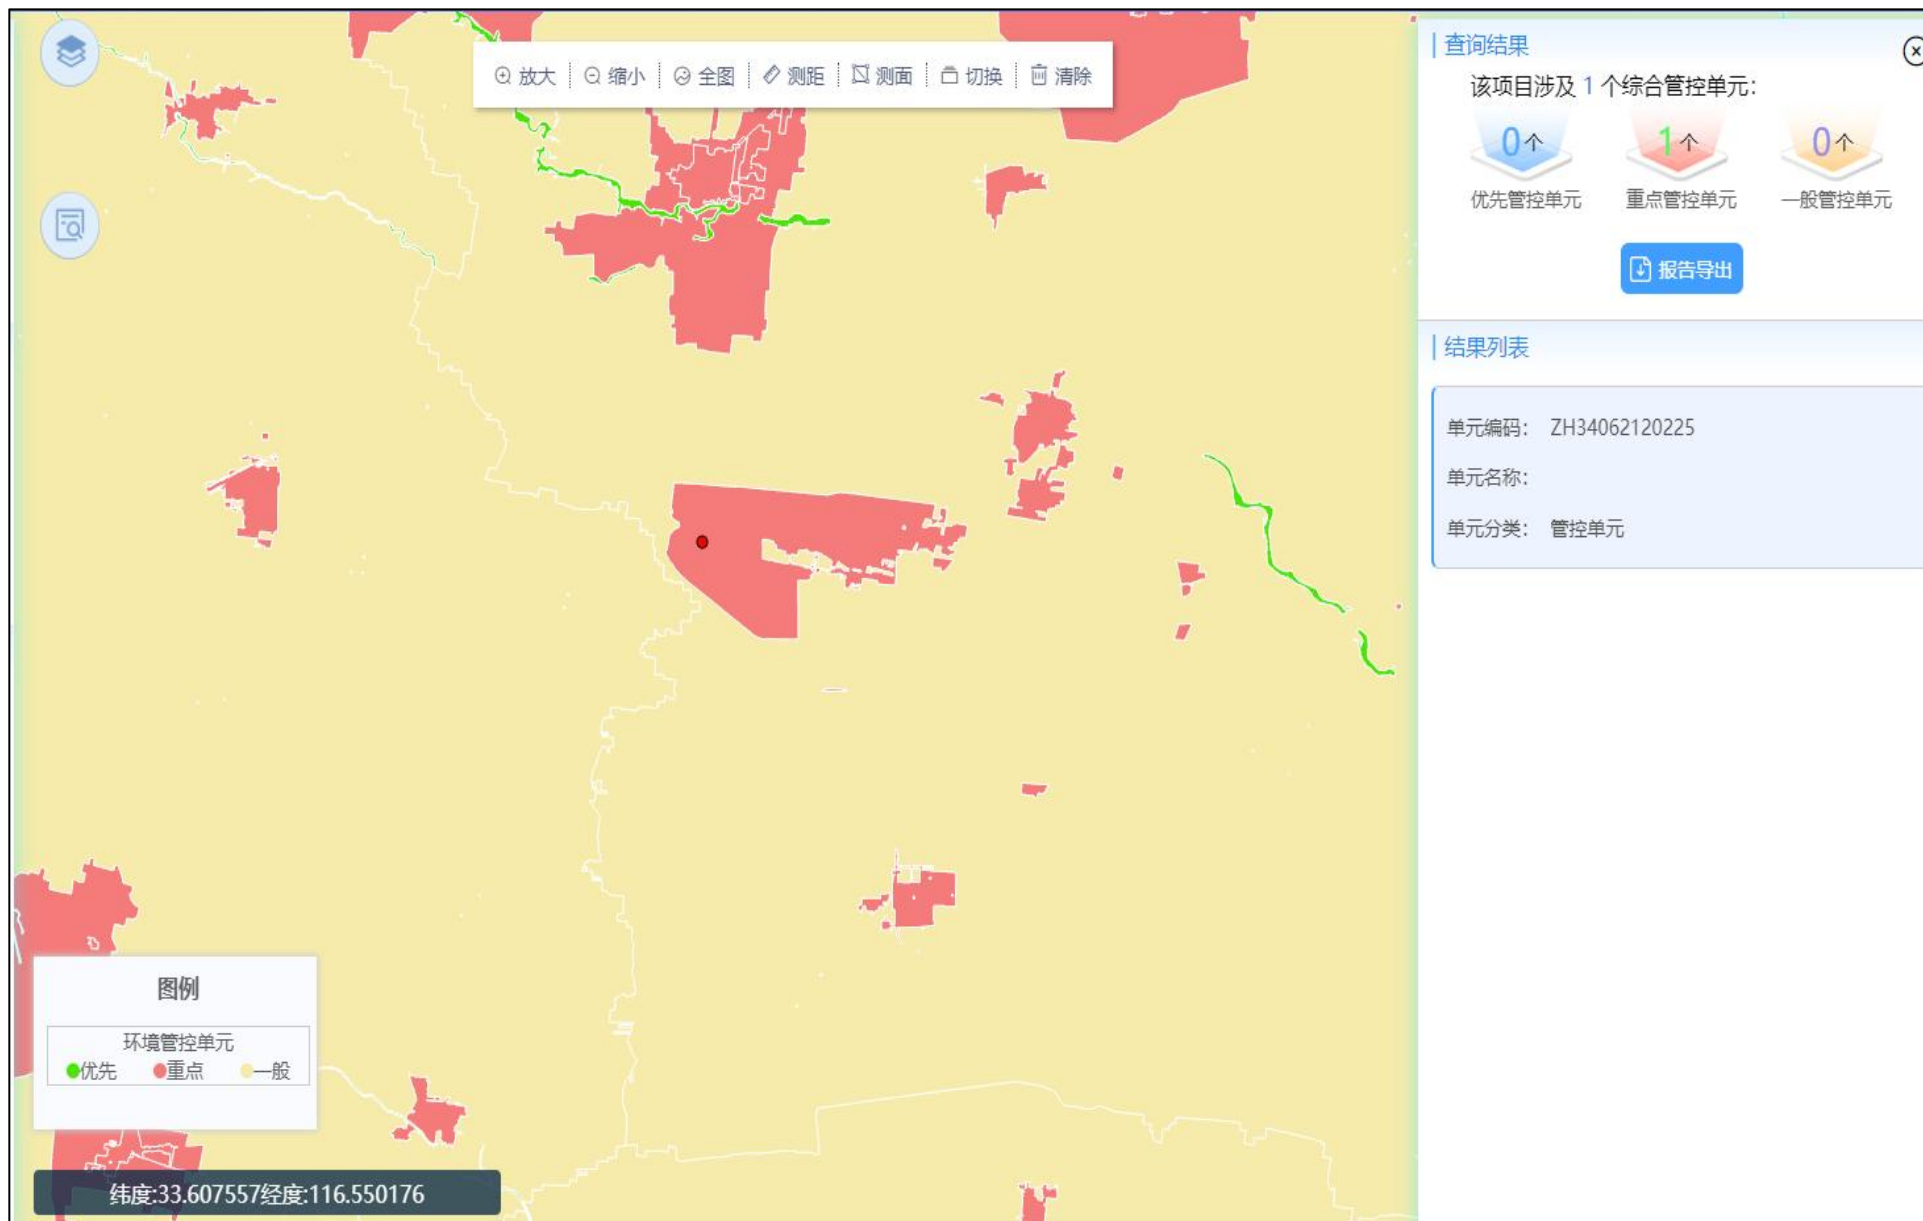 放大 缩小 全图 测距 测面 切换 清除
查询结果
该项目涉及 1 个综合管控单元：
0个 1个 0个
优先管控单元 重点管控单元 一般管控单元
报告导出
结果列表
单元编码： ZH34062120225
单元名称：
单元分类： 管控单元
图例
环境管控单元
优先 重点 一般
纬度:33.607557经度:116.550176